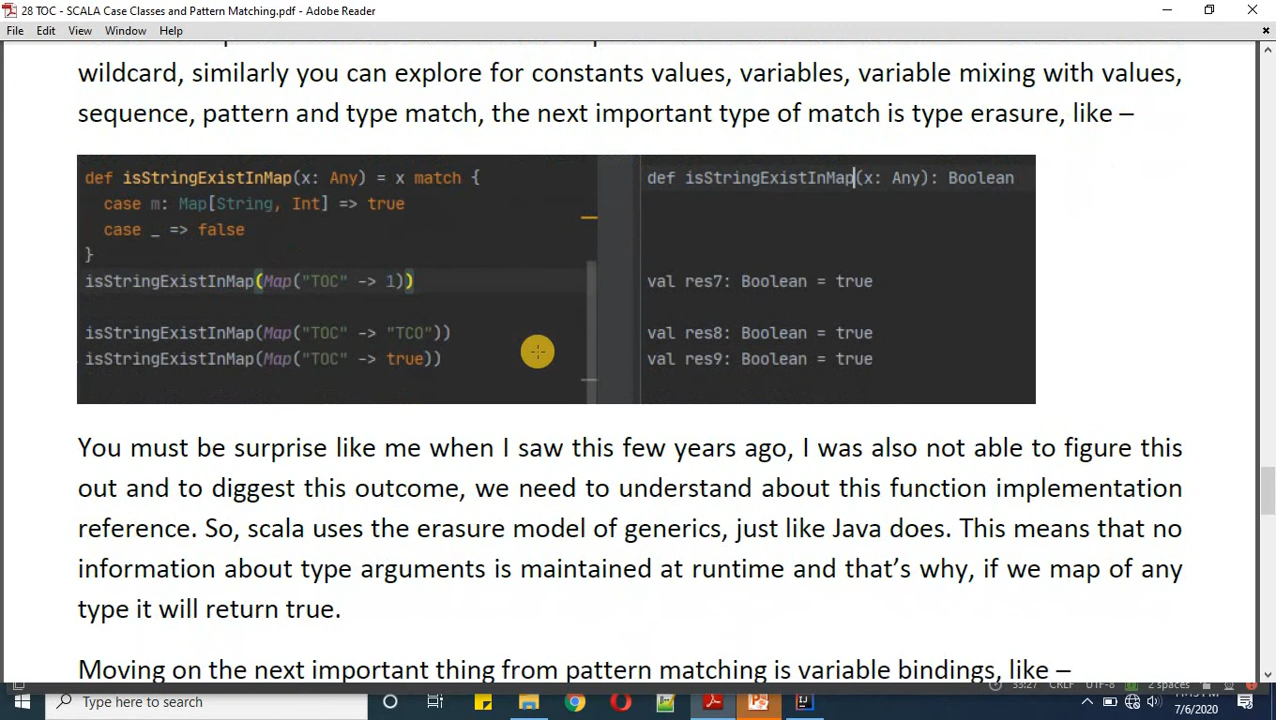 28 TOC - SCALA Case Classes and Pattern Matching.pdf - Adobe Reader
File Edit View Window Help
wildcard, similarly you can explore for constants values, variables, variable mixing with values,
sequence, pattern and type match, the next important type of match is type erasure, like –
def isStringExistInMap(x: Any) = x match {
case m: Map[String, Int] => true
case _ => false
}
isStringExistInMap(Map("TOC" -> 1))
isStringExistInMap(Map("TOC" -> "TCO"))
isStringExistInMap(Map("TOC" -> true))
def isStringExistInMap(x: Any): Boolean
val res7: Boolean = true
val res8: Boolean = true
val res9: Boolean = true
You must be surprise like me when I saw this few years ago, I was also not able to figure this
out and to diggest this outcome, we need to understand about this function implementation
reference. So, scala uses the erasure model of generics, just like Java does. This means that no
information about type arguments is maintained at runtime and that's why, if we map of any
type it will return true.
Moving on the next important thing from pattern matching is variable bindings, like –
33:27 CRLF UTF-8 2 spaces
Type here to search
7/6/2020